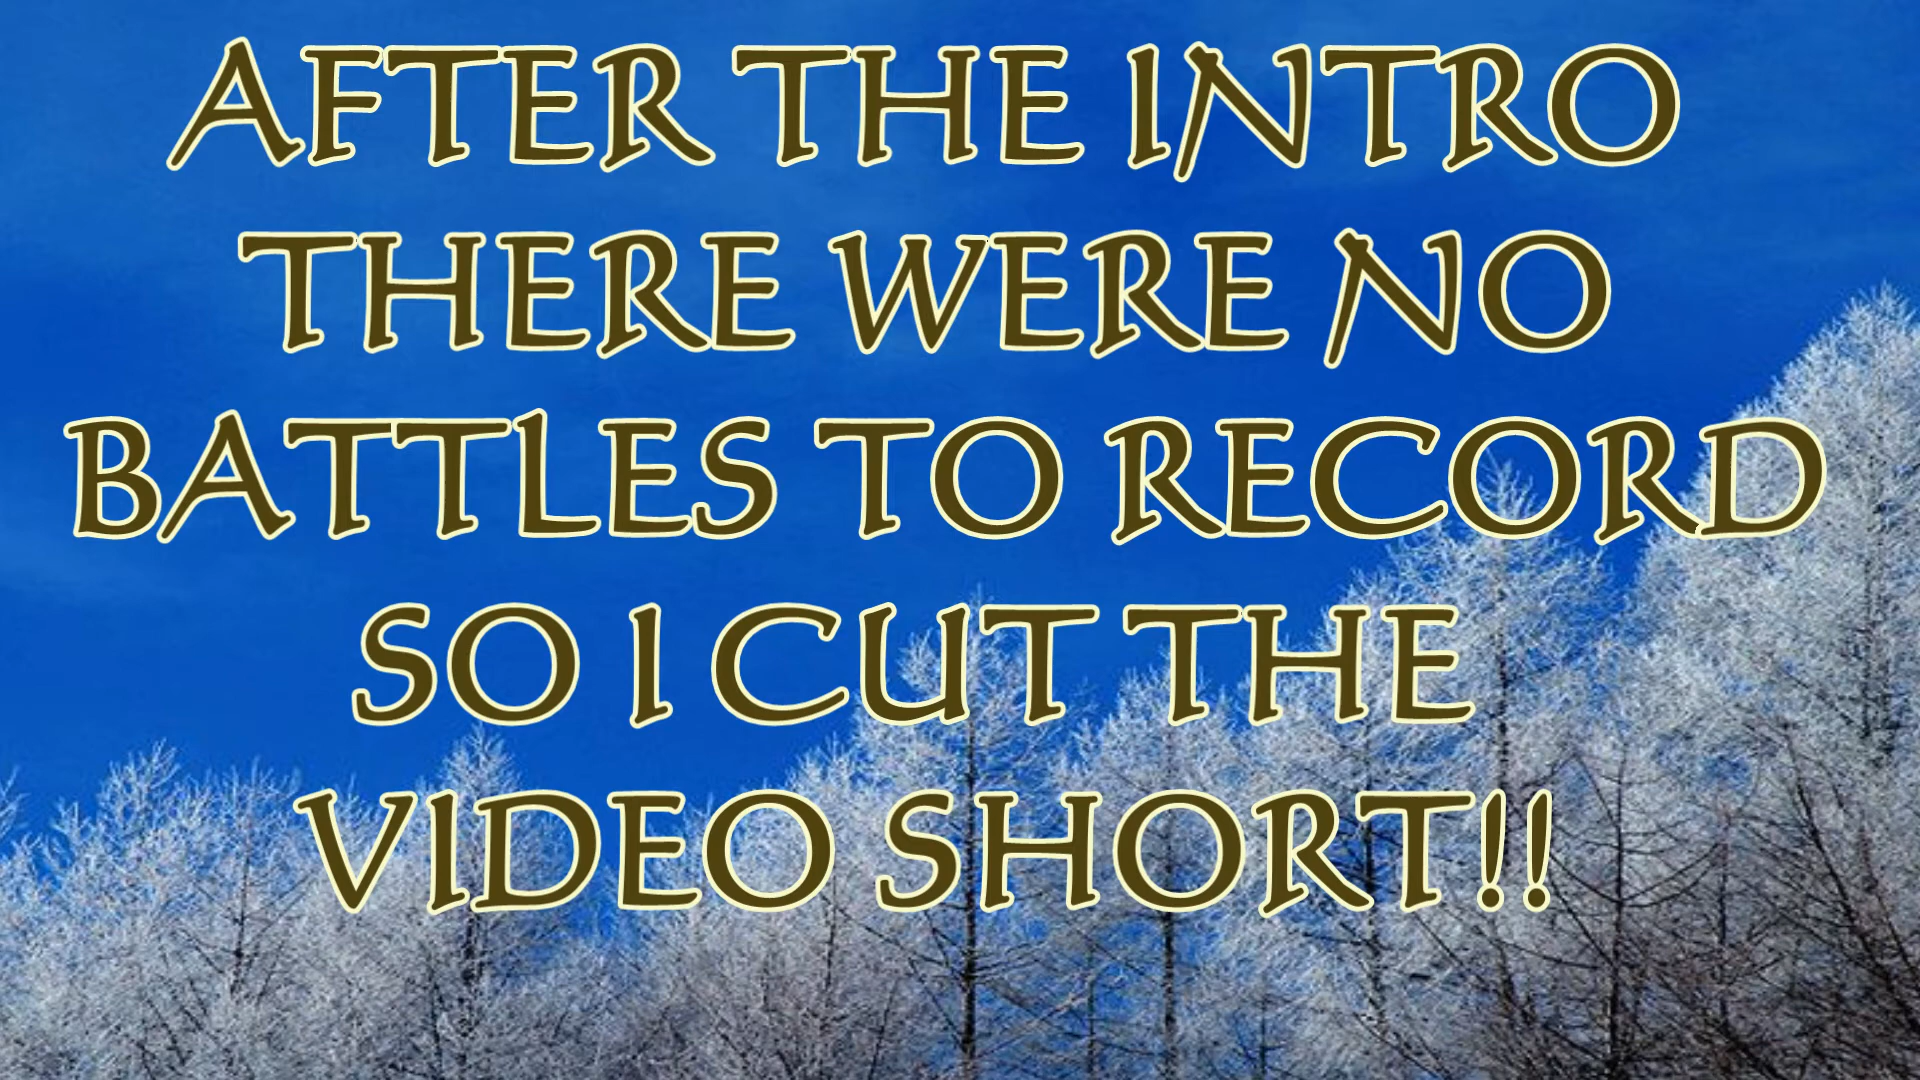 AFTER THE INTRO
THERE WERE NO
BATTLES TO RECORD
SO I CUT THE
VIDEO SHORT!!